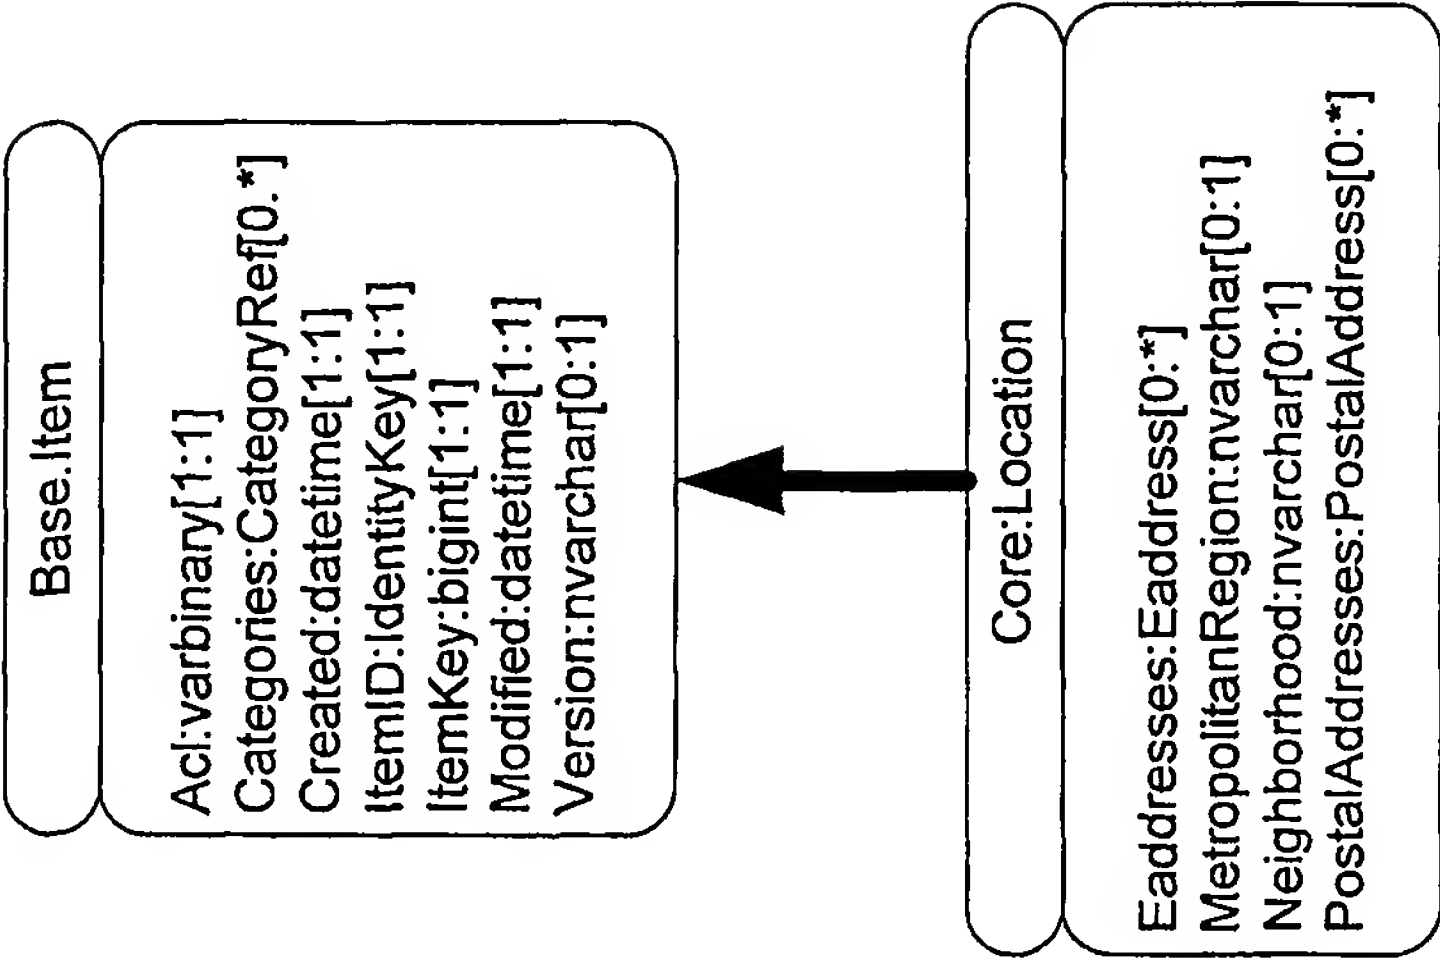 Base.Item
Acl:varbinary[1:1]
Categories:CategoryRef[0.*]
Created:datetime[1:1]
ItemID:IdentityKey[1:1]
ItemKey:bigint[1:1]
Modified:datetime[1:1]
Version:nvarchar[0:1]
Core:Location
Eaddresses:Eaddress[0:*]
MetropolitanRegion:nvarchar[0:1]
Neighborhood:nvarchar[0:1]
PostalAddresses:PostalAddress[0:*]